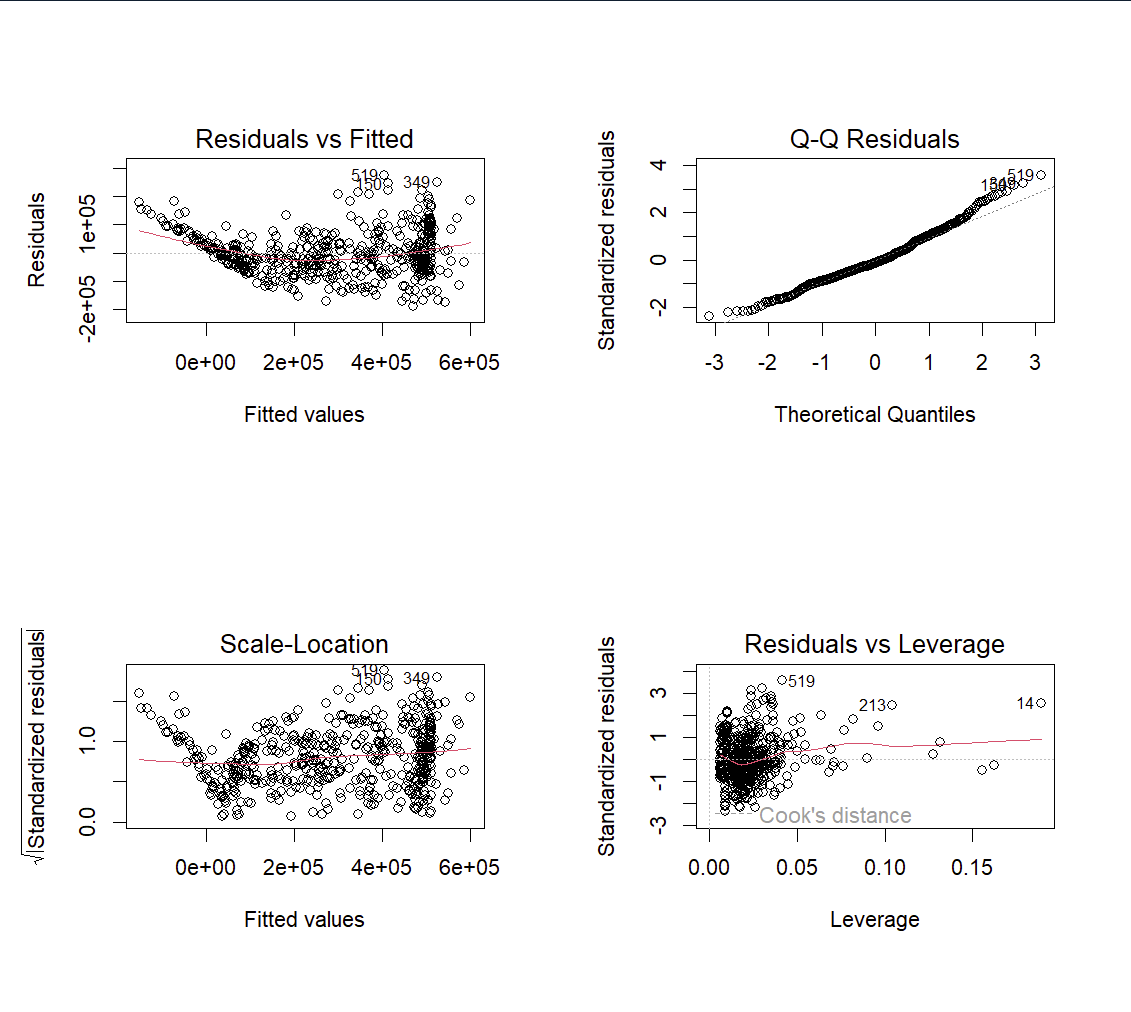 Residuals vs Fitted
Residuals
1e+05
-2e+05
519
150
349
0e+00 2e+05 4e+05 6e+05
Fitted values
Q-Q Residuals
Standardized residuals
4
2
0
-2
519
-3 -2 -1 0 1 2 3
Theoretical Quantiles
Scale-Location
√|Standardized residuals|
1.0
0.0
519
150
349
0e+00 2e+05 4e+05 6e+05
Fitted values
Residuals vs Leverage
Standardized residuals
3
1
-1
-3
519
213
14
Cook's distance
0.00 0.05 0.10 0.15
Leverage